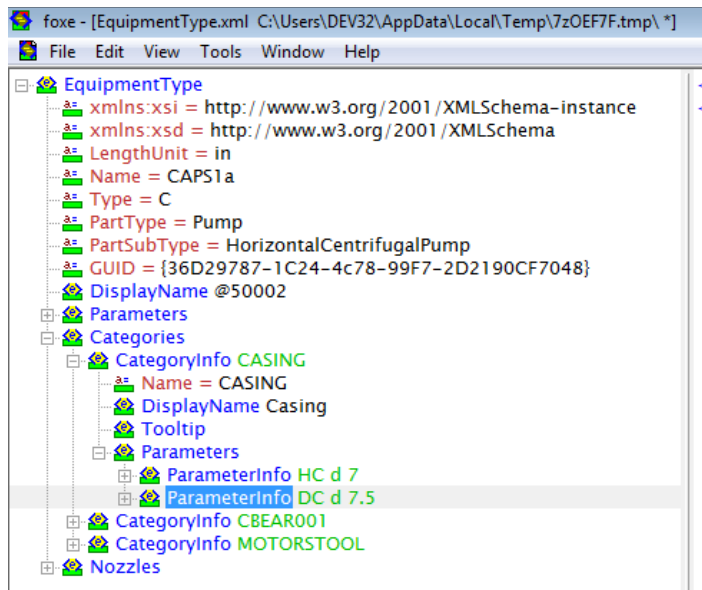 foxe - [EquipmentType.xml C:\Users\DEV32\AppData\Local\Temp\7zOEF7F.tmp\ *]
File Edit View Tools Window Help
EquipmentType
xmlns:xsi = http://www.w3.org/2001/XMLSchema-instance
xmlns:xsd = http://www.w3.org/2001/XMLSchema
LengthUnit = in
Name = CAPS1a
Type = C
PartType = Pump
PartSubType = HorizontalCentrifugalPump
GUID = {36D29787-1C24-4c78-99F7-2D2190CF7048}
DisplayName @50002
Parameters
Categories
CategoryInfo CASING
Name = CASING
DisplayName Casing
Tooltip
Parameters
ParameterInfo HC d 7
ParameterInfo DC d 7.5
CategoryInfo CBEAR001
CategoryInfo MOTORSTOOL
Nozzles